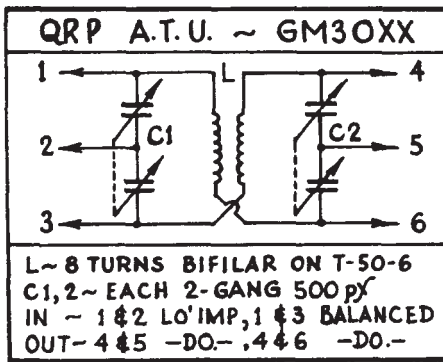 QRP A.T.U. ~ GM3OXX
1 L 4
2 C1 C2 5
3 6
L~ 8 TURNS BIFILAR ON T-50-6
C1,2~ EACH 2-GANG 500 pf
IN ~ 1 & 2 LO'IMP, 1 & 3 BALANCED
OUT~ 4 & 5 -DO.- , 4 & 6 -DO.-